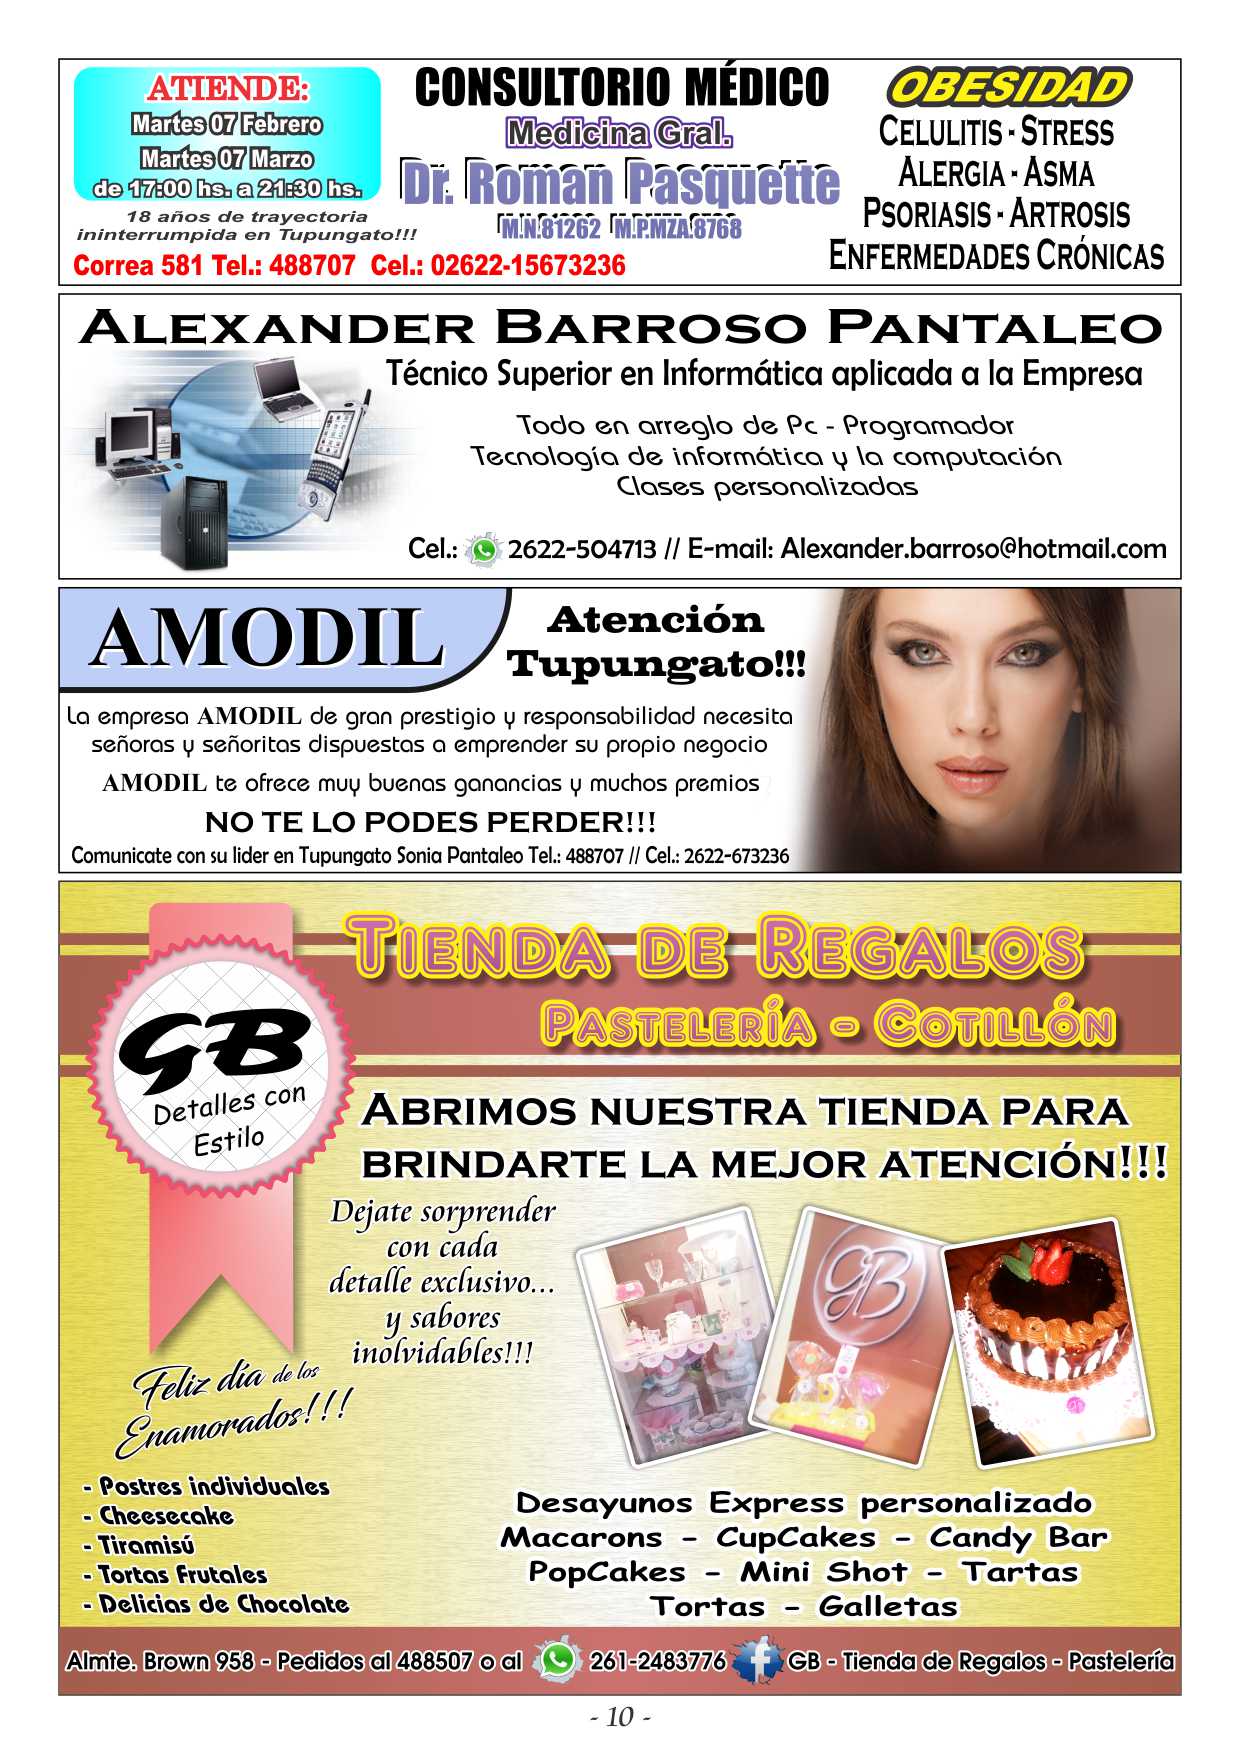 ATIENDE:
Martes 07 Febrero
Martes 07 Marzo
de 17:00 hs. a 21:30 hs.
18 años de trayectoria
ininterrumpida en Tupungato!!!
Correa 581 Tel.: 488707 Cel.: 02622-15673236
CONSULTORIO MÉDICO
Medicina Gral.
Dr. Roman Pasquette
M.N.81262 M.P.MZA.8768
OBESIDAD
CELULITIS - STRESS
ALERGIA - ASMA
PSORIASIS - ARTROSIS
ENFERMEDADES CRÓNICAS
ALEXANDER BARROSO PANTALEO
Técnico Superior en Informática aplicada a la Empresa
Todo en arreglo de Pc - Programador
Tecnología de informática y la computación
Clases personalizadas
Cel.: 2622-504713 // E-mail: Alexander.barroso@hotmail.com
AMODIL
Atención
Tupungato!!!
La empresa AMODIL de gran prestigio y responsabilidad necesita
señoras y señoritas dispuestas a emprender su propio negocio
AMODIL te ofrece muy buenas ganancias y muchos premios
NO TE LO PODES PERDER!!!
Comunicate con su lider en Tupungato Sonia Pantaleo Tel.: 488707 // Cel.: 2622-673236
TIENDA DE REGALOS
PASTELERÍA - COTILLÓN
GB
Detalles con
Estilo
ABRIMOS NUESTRA TIENDA PARA
BRINDARTE LA MEJOR ATENCIÓN!!!
Dejate sorprender
con cada
detalle exclusivo...
y sabores
inolvidables!!!
GB
Feliz día de los
Enamorados!!!
- Postres individuales
- Cheesecake
- Tiramisú
- Tortas Frutales
- Delicias de Chocolate
Desayunos Express personalizado
Macarons - CupCakes - Candy Bar
PopCakes - Mini Shot - Tartas
Tortas - Galletas
Almte. Brown 958 - Pedidos al 488507 o al 261-2483776 GB - Tienda de Regalos - Pastelería
- 10 -